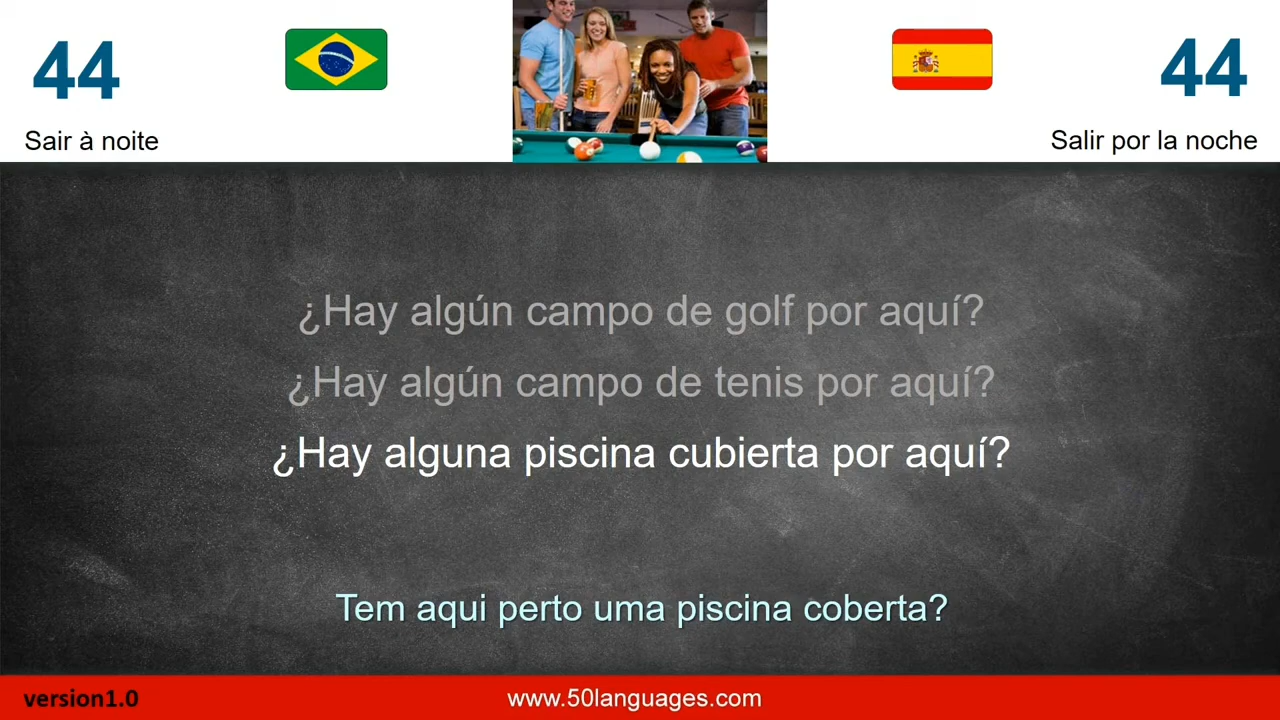 44
44
Sair à noite
Salir por la noche
¿Hay algún campo de golf por aquí?
¿Hay algún campo de tenis por aquí?
¿Hay alguna piscina cubierta por aquí?
Tem aqui perto uma piscina coberta?
version1.0
www.50languages.com